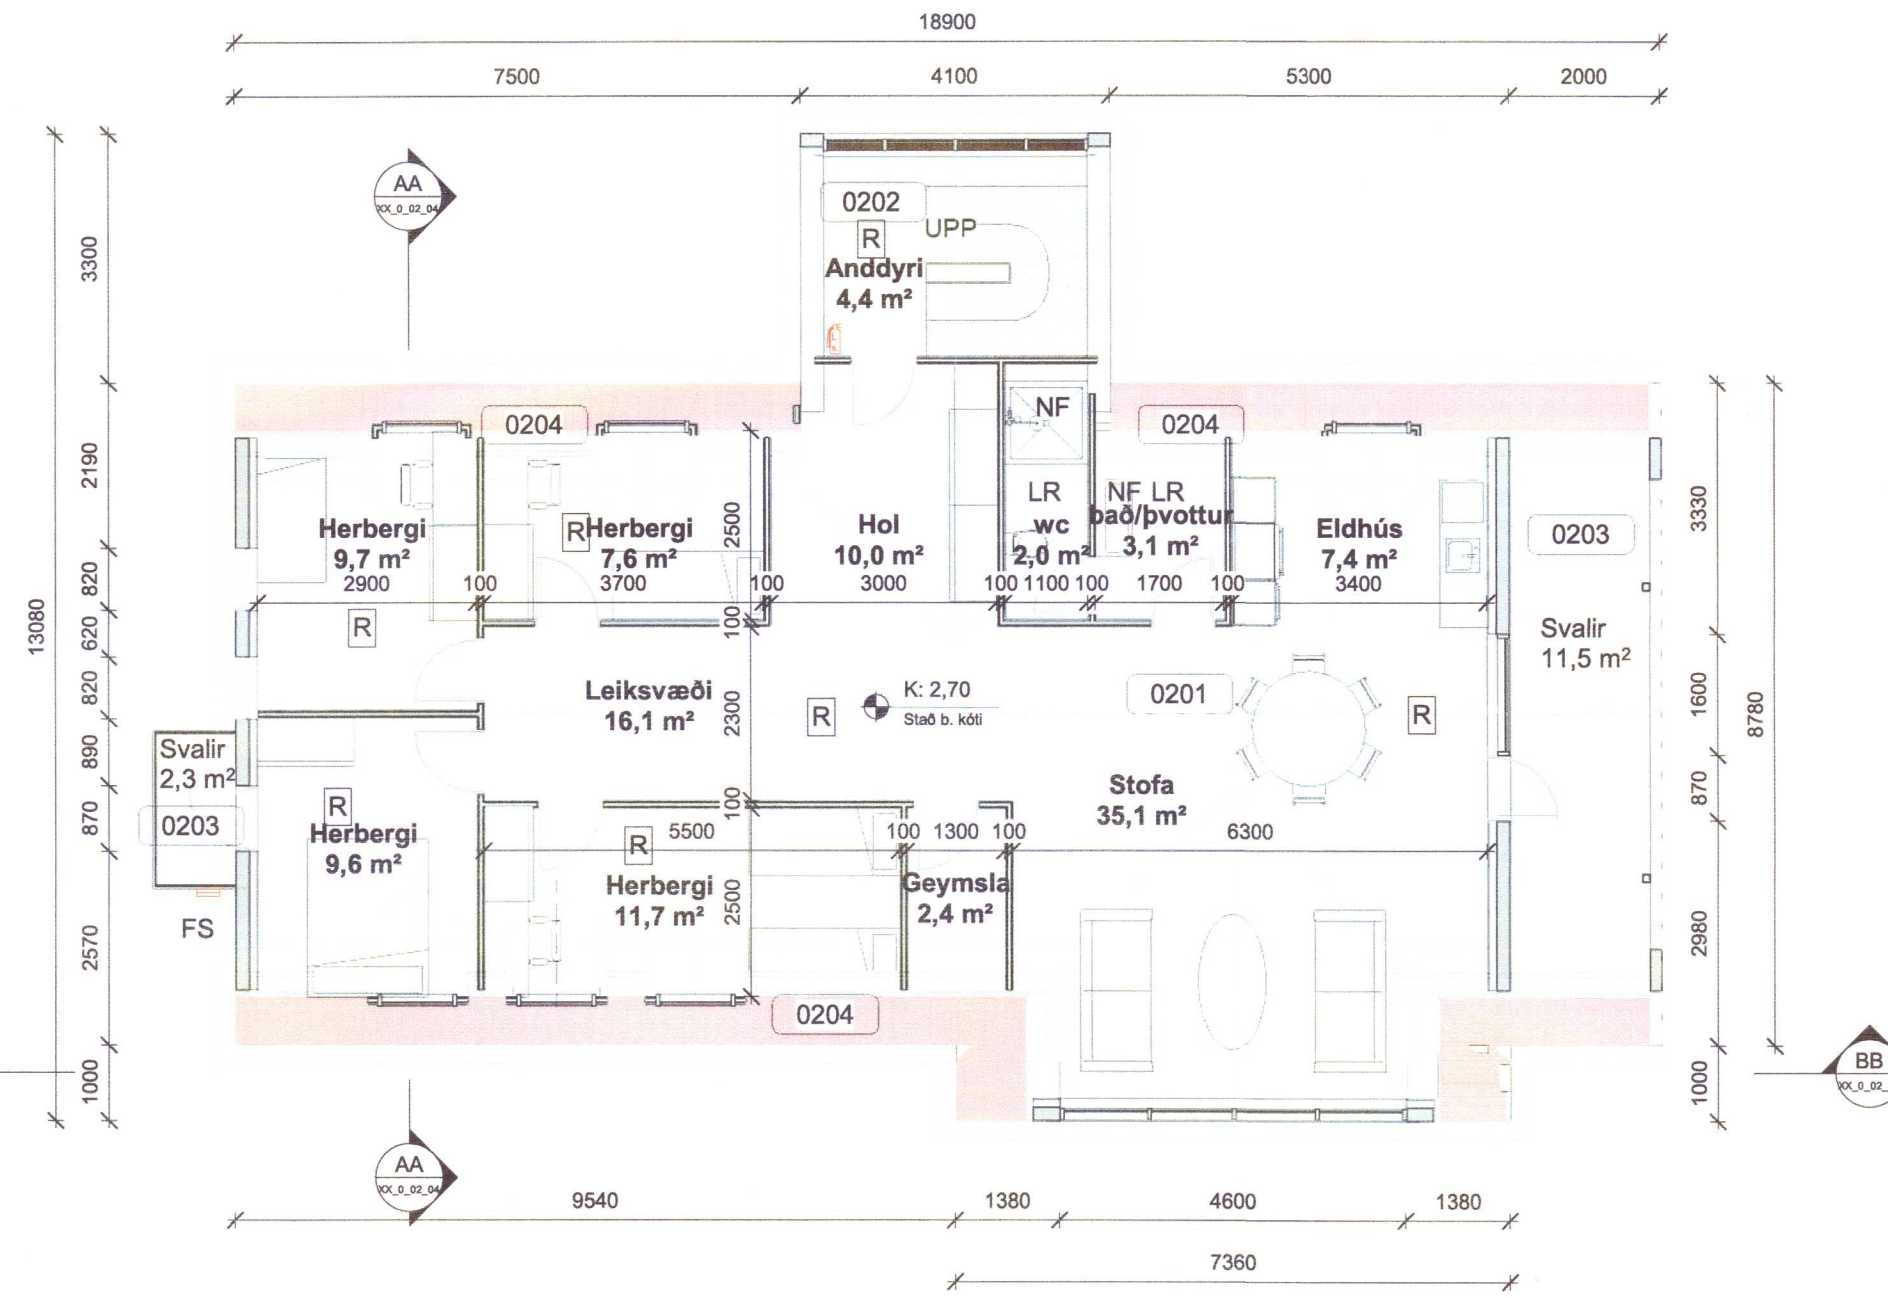 18900
7500
4100
5300
2000
AA
XX_0_02_04
0202
R
UPP
Anddyri
4,4 m²
3300
13080
2190
820
620
820
890
870
2570
1000
0204
NF
0204
LR
wc
2,0 m²
NF LR
bað/þvottur
3,1 m²
Herbergi
9,7 m²
R
Herbergi
7,6 m²
2500
Hol
10,0 m²
Eldhús
7,4 m²
0203
2900
100
3700
100
3000
100
1100
100
1700
100
3400
R
100
Svalir
11,5 m²
3330
1600
870
2980
1000
8780
Leiksvæði
16,1 m²
2300
R
K: 2,70
Stað b. kóti
0201
R
Svalir
2,3 m²
0203
FS
R
Herbergi
9,6 m²
100
5500
100
1300
100
6300
Stofa
35,1 m²
R
Herbergi
11,7 m²
2500
Geymsla
2,4 m²
0204
BB
XX_0_02_
AA
XX_0_02_04
9540
1380
4600
1380
7360